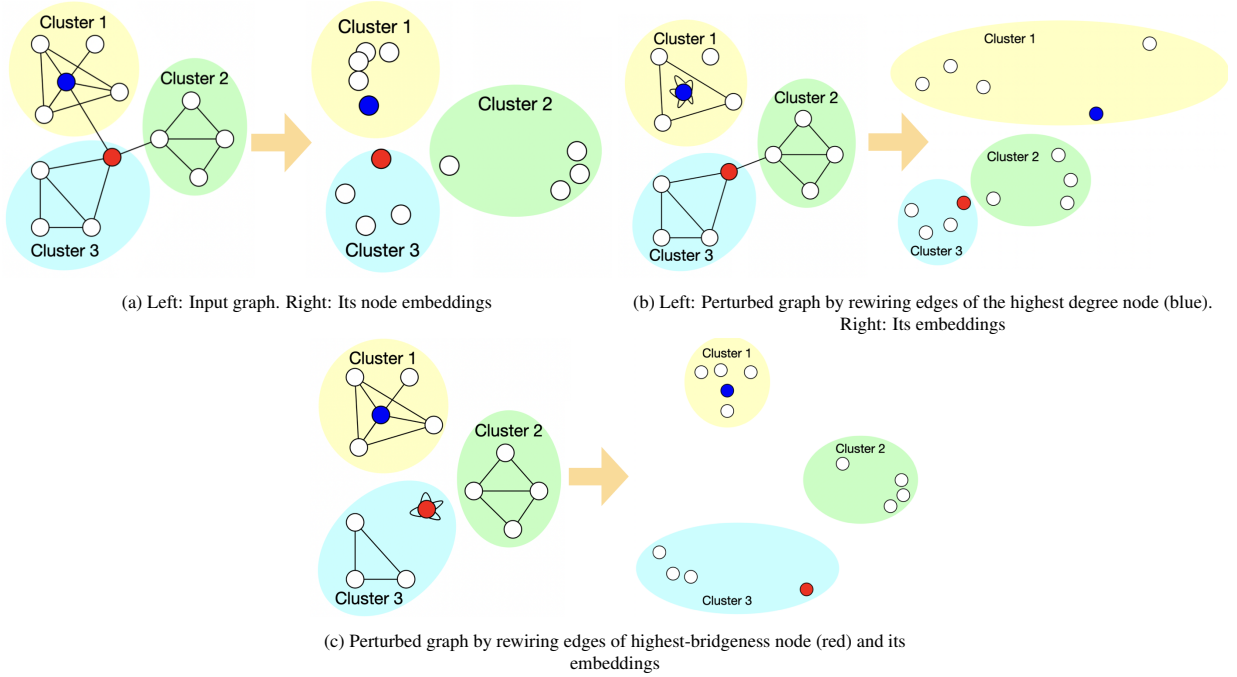 Cluster 1
Cluster 2
Cluster 3
Cluster 1
Cluster 2
Cluster 3
(a) Left: Input graph. Right: Its node embeddings
Cluster 1
Cluster 2
Cluster 3
Cluster 1
Cluster 2
Cluster 3
(b) Left: Perturbed graph by rewiring edges of the highest degree node (blue).
Right: Its embeddings
Cluster 1
Cluster 2
Cluster 3
Cluster 1
Cluster 2
Cluster 3
(c) Perturbed graph by rewiring edges of highest-bridgeness node (red) and its
embeddings